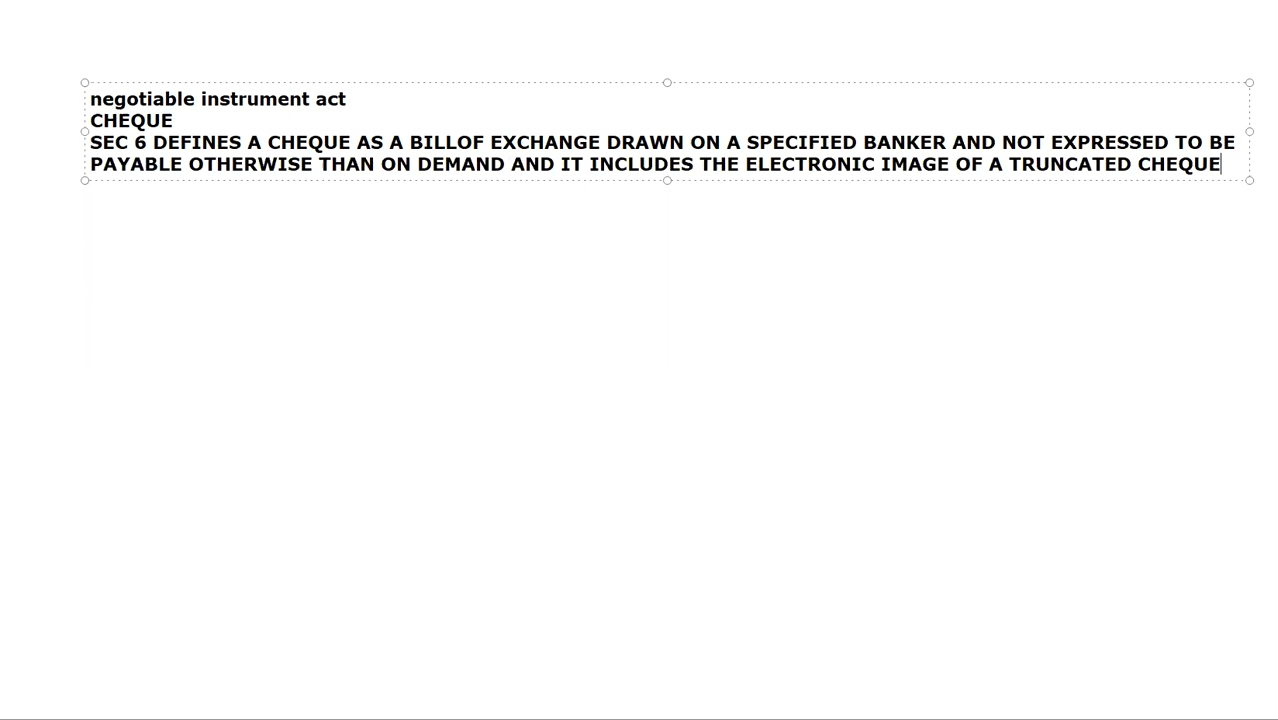 negotiable instrument act
CHEQUE
SEC 6 DEFINES A CHEQUE AS A BILLOF EXCHANGE DRAWN ON A SPECIFIED BANKER AND NOT EXPRESSED TO BE
PAYABLE OTHERWISE THAN ON DEMAND AND IT INCLUDES THE ELECTRONIC IMAGE OF A TRUNCATED CHEQUE